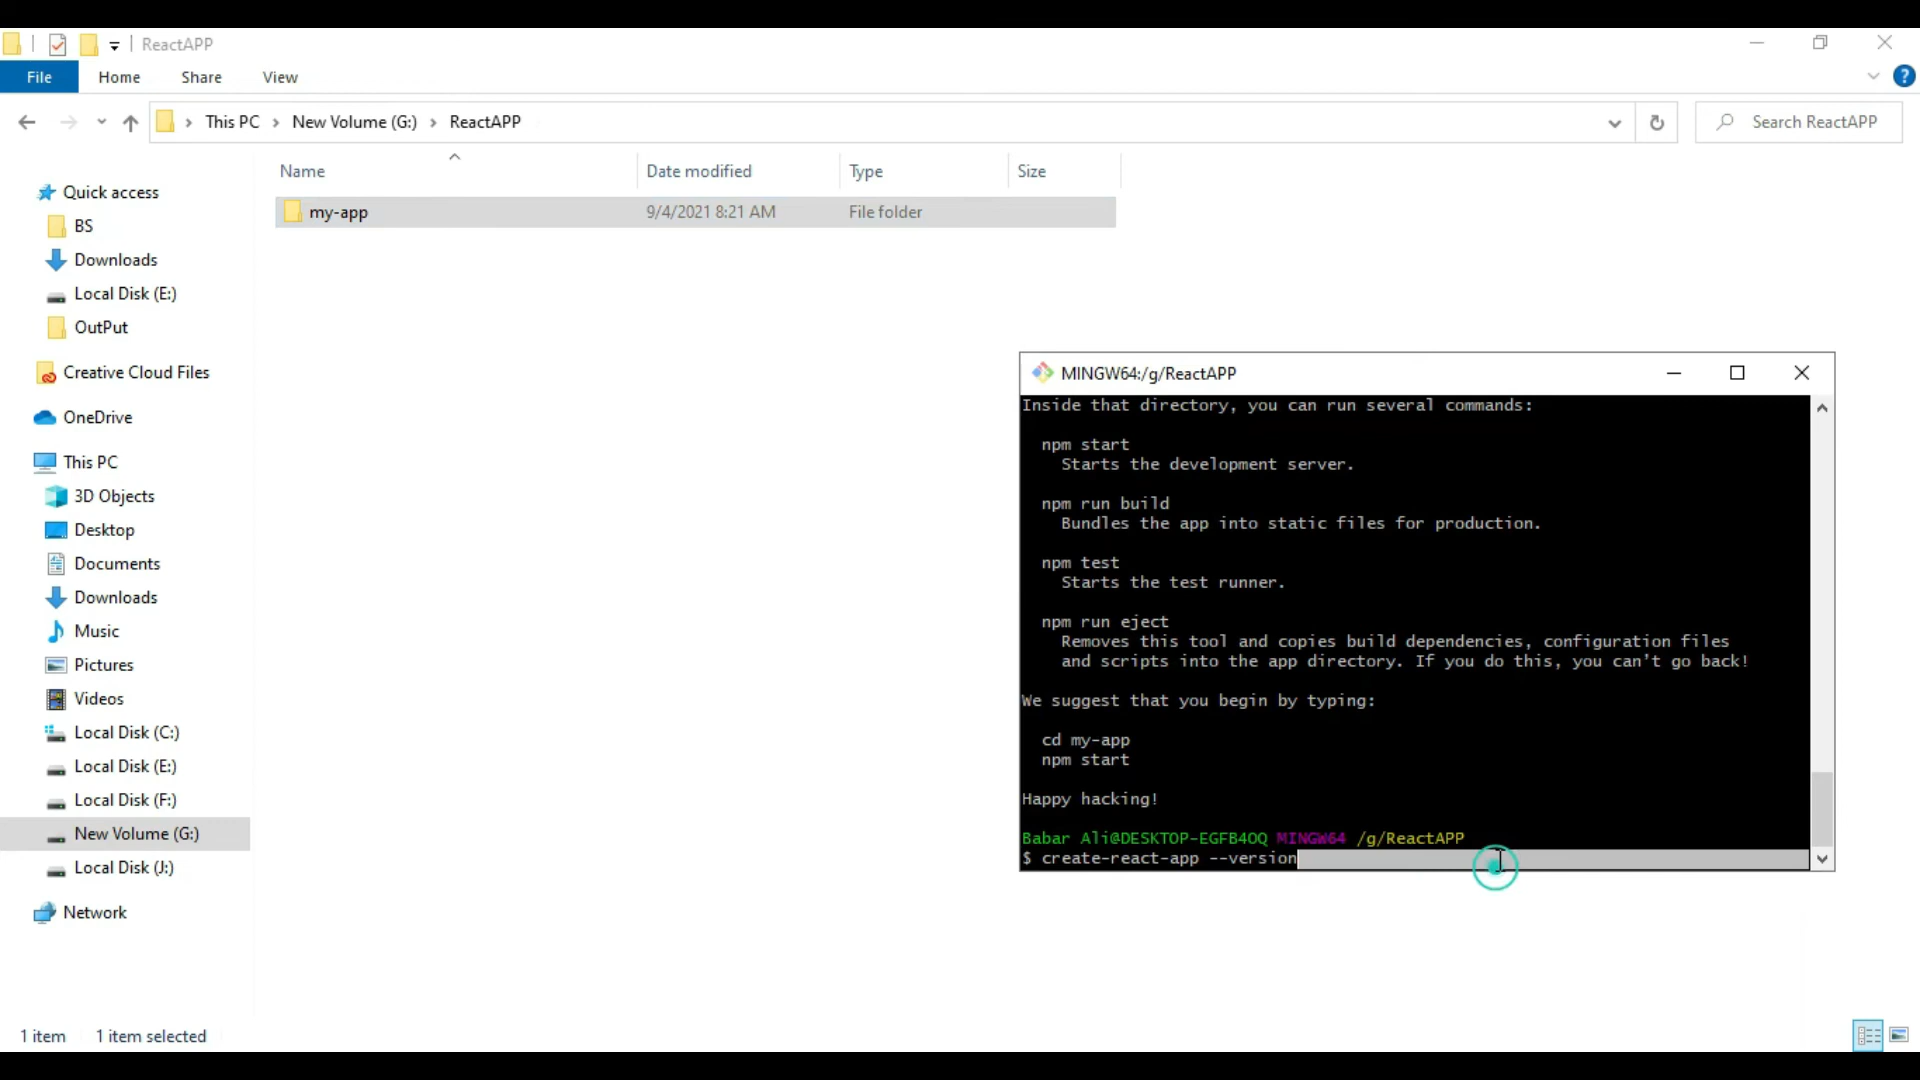 ReactAPP
File
Home
Share
View
?
This PC
New Volume (G:)
ReactAPP
Search ReactAPP
Name
Date modified
Type
Size
my-app
9/4/2021 8:21 AM
File folder
Quick access
BS
Downloads
Local Disk (E:)
OutPut
Creative Cloud Files
OneDrive
This PC
3D Objects
Desktop
Documents
Downloads
Music
Pictures
Videos
Local Disk (C:)
Local Disk (E:)
Local Disk (F:)
New Volume (G:)
Local Disk (J:)
Network
MINGW64:/g/ReactAPP
Inside that directory, you can run several commands:
npm start
Starts the development server.
npm run build
Bundles the app into static files for production.
npm test
Starts the test runner.
npm run eject
Removes this tool and copies build dependencies, configuration files
and scripts into the app directory. If you do this, you can't go back!
We suggest that you begin by typing:
cd my-app
npm start
Happy hacking!
Babar Ali@DESKTOP-EGFB4OQ MINGW64 /g/ReactAPP
$ create-react-app --version
1 item
1 item selected